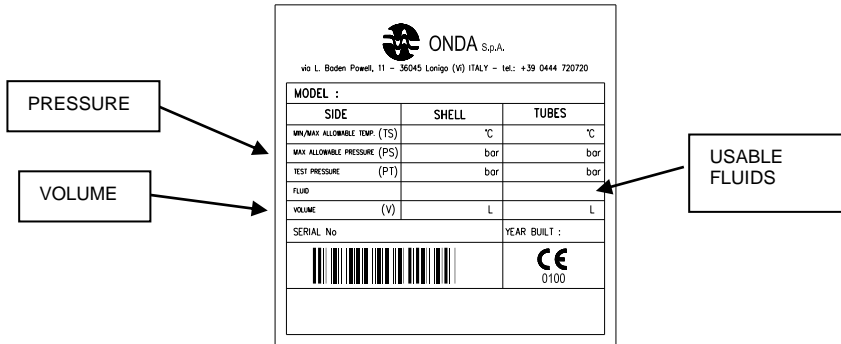 ONDA S.p.A.
via L. Baden Powell, 11 - 36045 Lonigo (Vi) ITALY - tel.: +39 0444 720720
MODEL :
SIDE SHELL TUBES
MIN/MAX ALLOWABLE TEMP. (TS) °C °C
MAX ALLOWABLE PRESSURE (PS) bar bar
TEST PRESSURE (PT) bar bar
FLUID
VOLUME (V) L L
SERIAL No YEAR BUILT :
CE
0100
PRESSURE
VOLUME
USABLE
FLUIDS